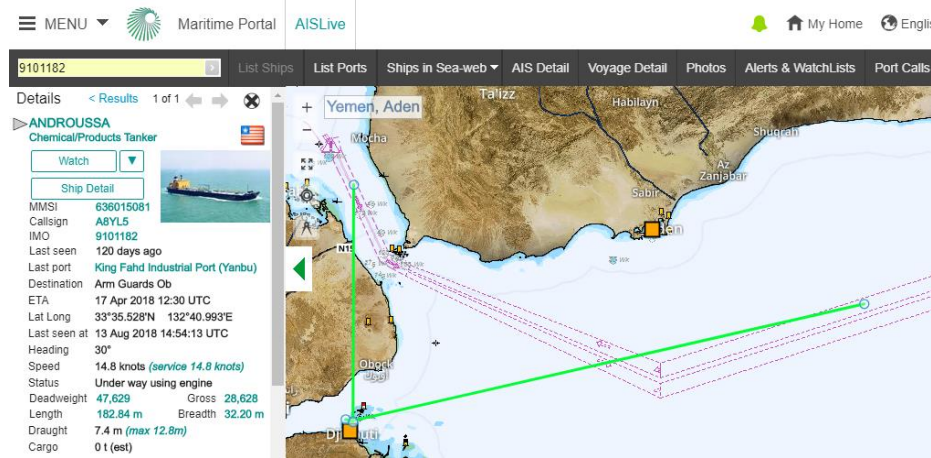 MENU Maritime Portal AISLive My Home
9101182 List Ships List Ports Ships in Sea-web AIS Detail Voyage Detail Photos Alerts & WatchLists Port Calls
Details < Results 1 of 1
ANDROUSSA
Chemical/Products Tanker
Watch
Ship Detail
MMSI 636015081
Callsign A8YL5
IMO 9101182
Last seen 120 days ago
Last port King Fahd Industrial Port (Yanbu)
Destination Arm Guards Ob
ETA 17 Apr 2018 12:30 UTC
Lat Long 33°35.528'N 132°40.993'E
Last seen at 13 Aug 2018 14:54:13 UTC
Heading 30°
Speed 14.8 knots (service 14.8 knots)
Status Under way using engine
Deadweight 47,629 Gross 28,628
Length 182.84 m Breadth 32.20 m
Draught 7.4 m (max 12.8m)
Cargo 0 t (est)
+ Yemen, Aden
−
Ta'izz
Habilayn
Mocha
Shuqrah
Az
Zanjabar
Sabir
Wk
Obock